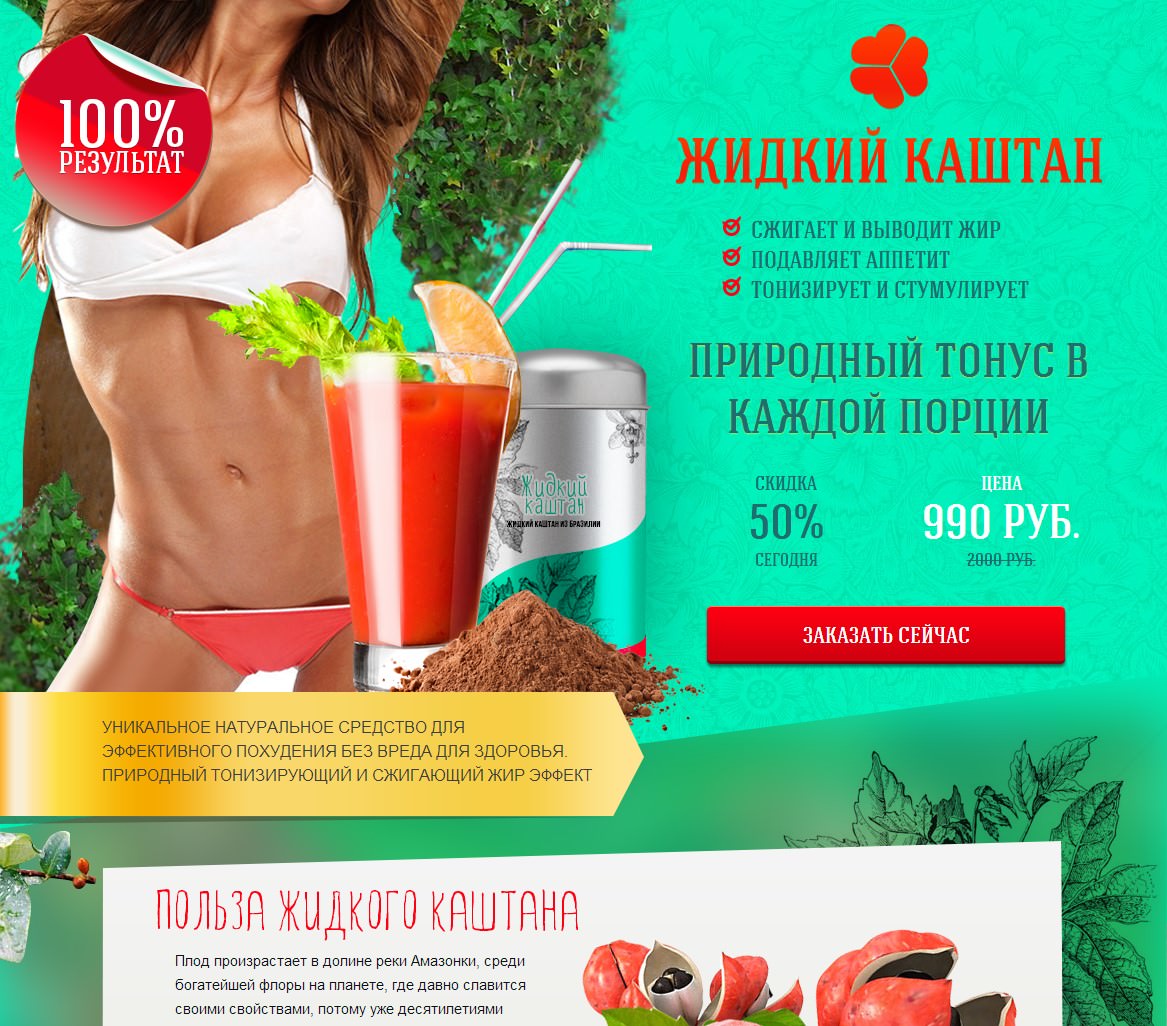 100%
РЕЗУЛЬТАТ
ЖИДКИЙ КАШТАН
СЖИГАЕТ И ВЫВОДИТ ЖИР
ПОДАВЛЯЕТ АППЕТИТ
ТОНИЗИРУЕТ И СТУМУЛИРУЕТ
ПРИРОДНЫЙ ТОНУС В
КАЖДОЙ ПОРЦИИ
СКИДКА
50%
СЕГОДНЯ
ЦЕНА
990 РУБ.
2000 РУБ.
ЗАКАЗАТЬ СЕЙЧАС
Жидкий
каштан
ЖИДКИЙ КАШТАН ИЗ БРАЗИЛИИ
УНИКАЛЬНОЕ НАТУРАЛЬНОЕ СРЕДСТВО ДЛЯ
ЭФФЕКТИВНОГО ПОХУДЕНИЯ БЕЗ ВРЕДА ДЛЯ ЗДОРОВЬЯ.
ПРИРОДНЫЙ ТОНИЗИРУЮЩИЙ И СЖИГАЮЩИЙ ЖИР ЭФФЕКТ
ПОЛЬЗА ЖИДКОГО КАШТАНА
Плод произрастает в долине реки Амазонки, среди
богатейшей флоры на планете, где давно славится
своими свойствами, потому уже десятилетиями